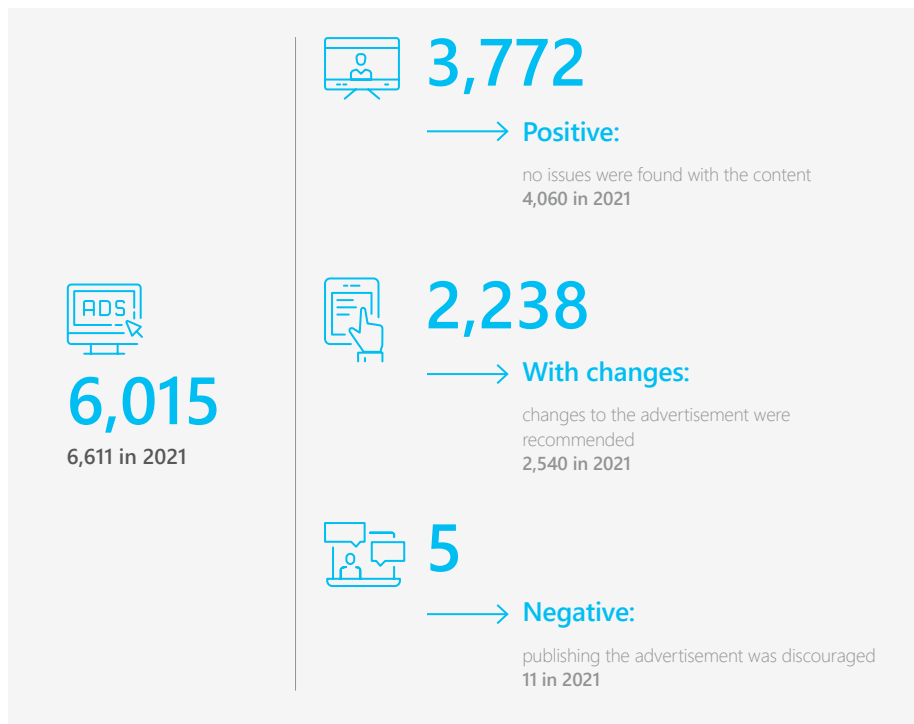 ADS
6,015
6,611 in 2021
3,772
Positive:
no issues were found with the content
4,060 in 2021
2,238
With changes:
changes to the advertisement were
recommended
2,540 in 2021
5
Negative:
publishing the advertisement was discouraged
11 in 2021